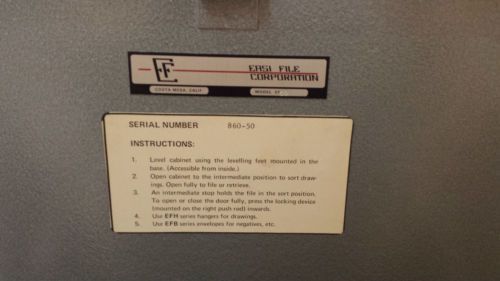 EF
EASI FILE
CORPORATION
COSTA MESA, CALIF.
MODEL EF
SERIAL NUMBER 860-50
INSTRUCTIONS:
1. Level cabinet using the levelling feet mounted in the
base. (Accessible from inside.)
2. Open cabinet to the intermediate position to sort draw-
ings. Open fully to file or retrieve.
3. An intermediate stop holds the file in the sort position.
To open or close the door fully, press the locking device
(mounted on the right push rod) inwards.
4. Use EFH series hangers for drawings.
5. Use EFB series envelopes for negatives, etc.